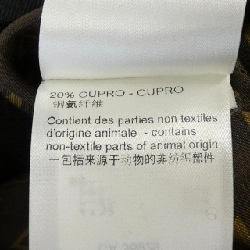 20% CUPRO - CUPRO
铜氨纤维
Contient des parties non textiles
d'origine animale - contains
non-textile parts of animal origin
一包括来源于动物的非纺织部件